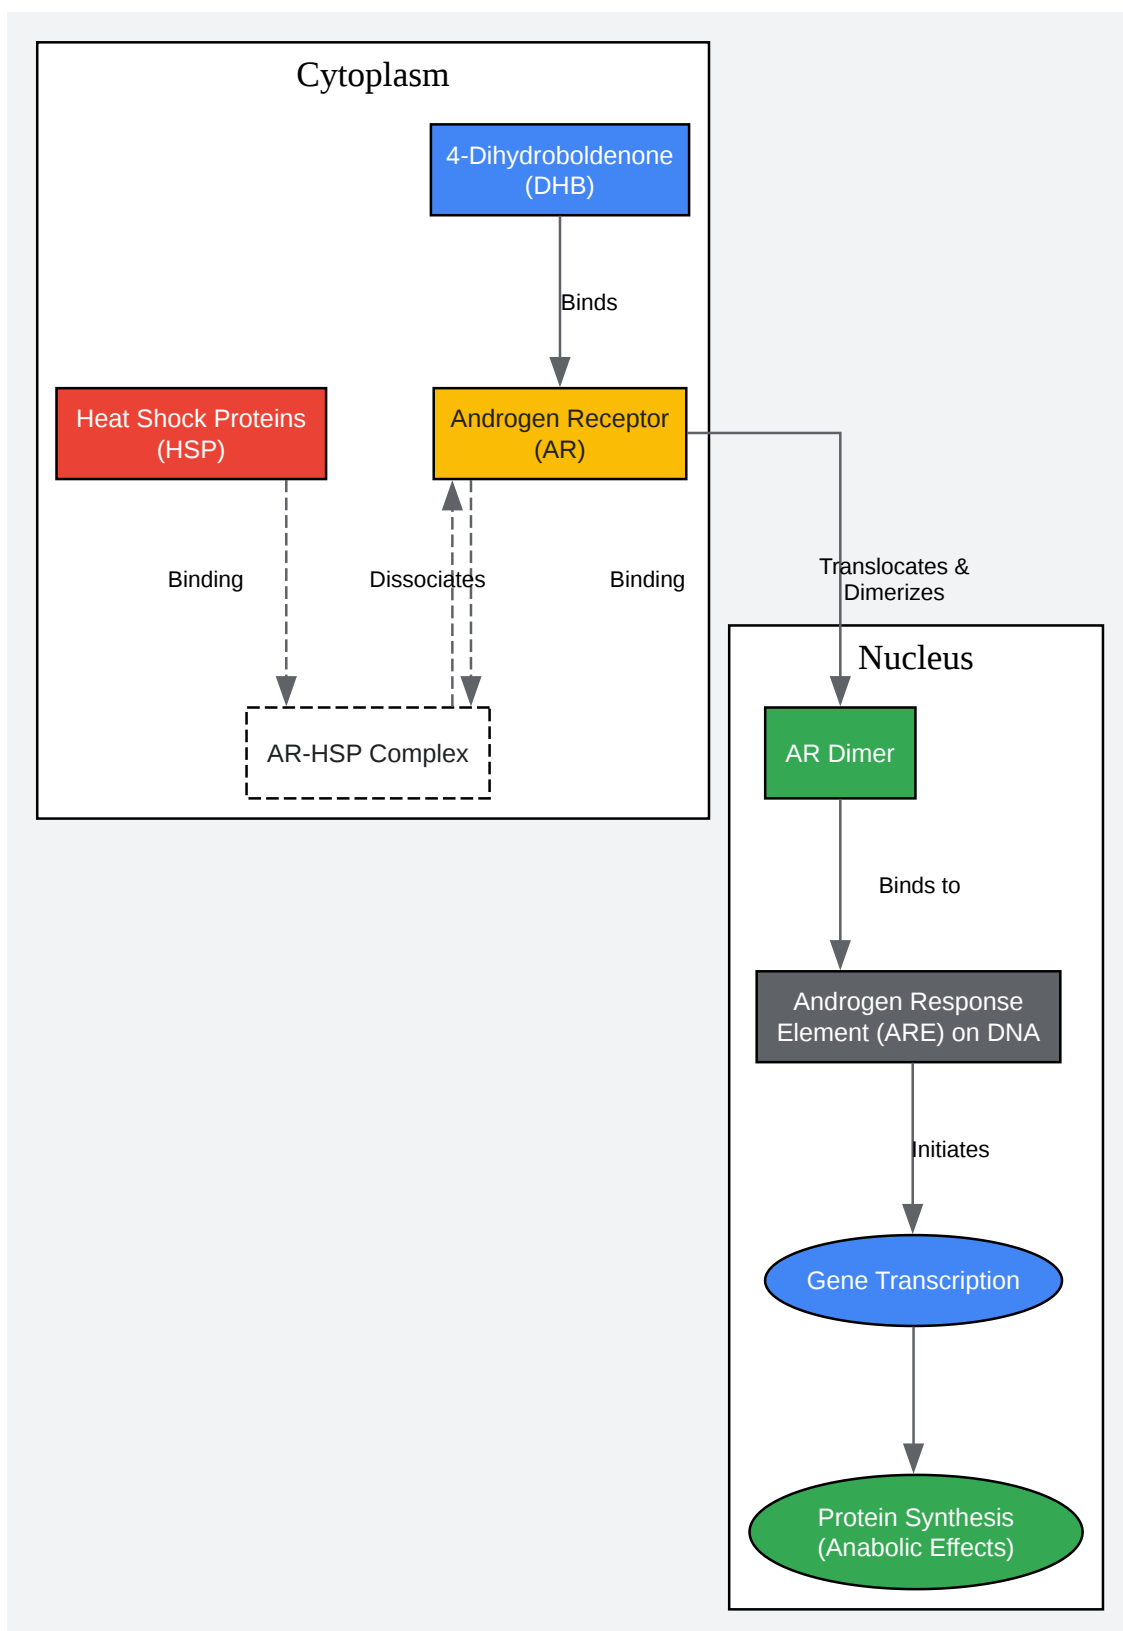 Cytoplasm
4-Dihydroboldenone
(DHB)
Binds
Heat Shock Proteins
(HSP)
Androgen Receptor
(AR)
Binding
Dissociates
Binding
Translocates &
Dimerizes
AR-HSP Complex
Nucleus
AR Dimer
Binds to
Androgen Response
Element (ARE) on DNA
Initiates
Gene Transcription
Protein Synthesis
(Anabolic Effects)